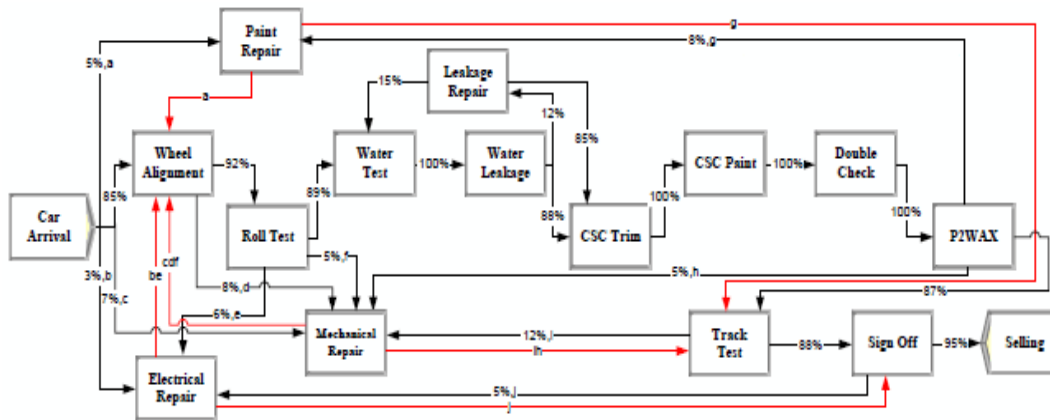 g
Paint
Repair
8%,g
5%,a
15%
Leakage
Repair
a
12%
85%
Wheel
Alignment
92%
Water
Test
100%
Water
Leakage
CSC Paint
100%
Double
Check
85%
89%
Car
Arrival
Roll Test
88%
CSC Trim
100%
100%
P2WAX
3%,b
7%,c
be
cdf
5%,f
8%,d
6%,e
5%,h
87%
Mechanical
Repair
12%,i
ih
Track
Test
88%
Sign Off
95%
Selling
Electrical
Repair
5%,j
j